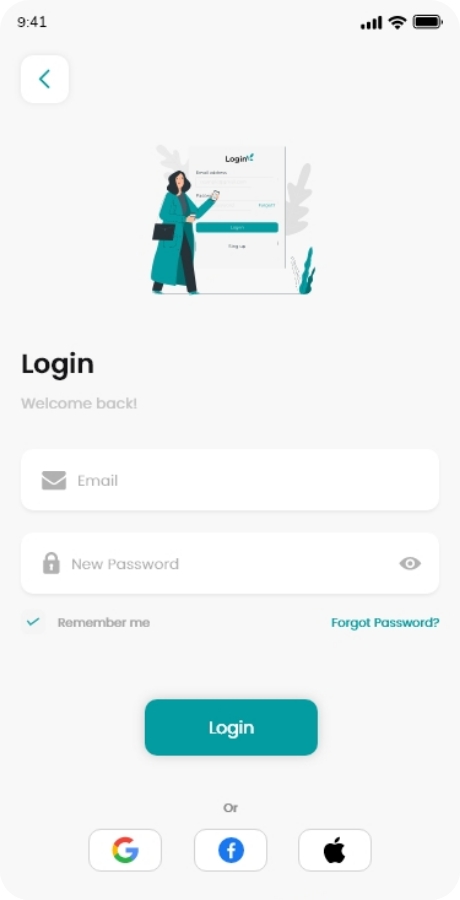 9:41
Login
Email address
Password
Forgot?
Login
Sing up
Login
Welcome back!
Email
New Password
Remember me Forgot Password?
Login
Or